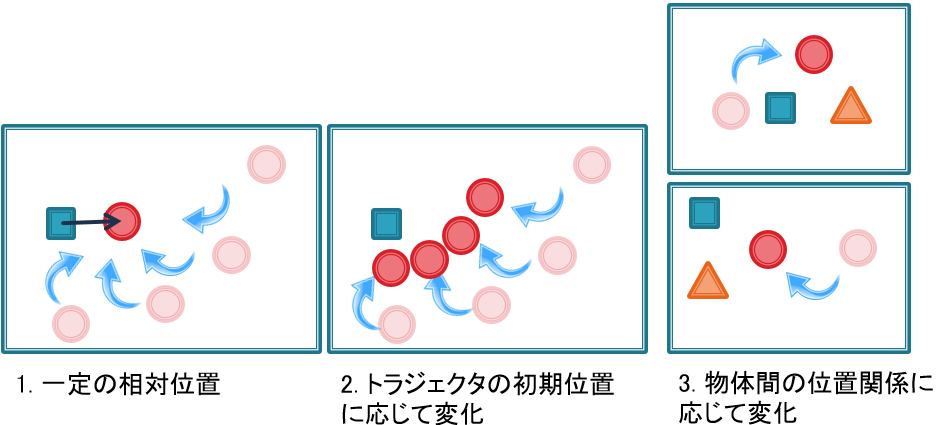 1. 一定の相対位置
2. トラジェクタの初期位置
に応じて変化
3. 物体間の位置関係に
応じて変化